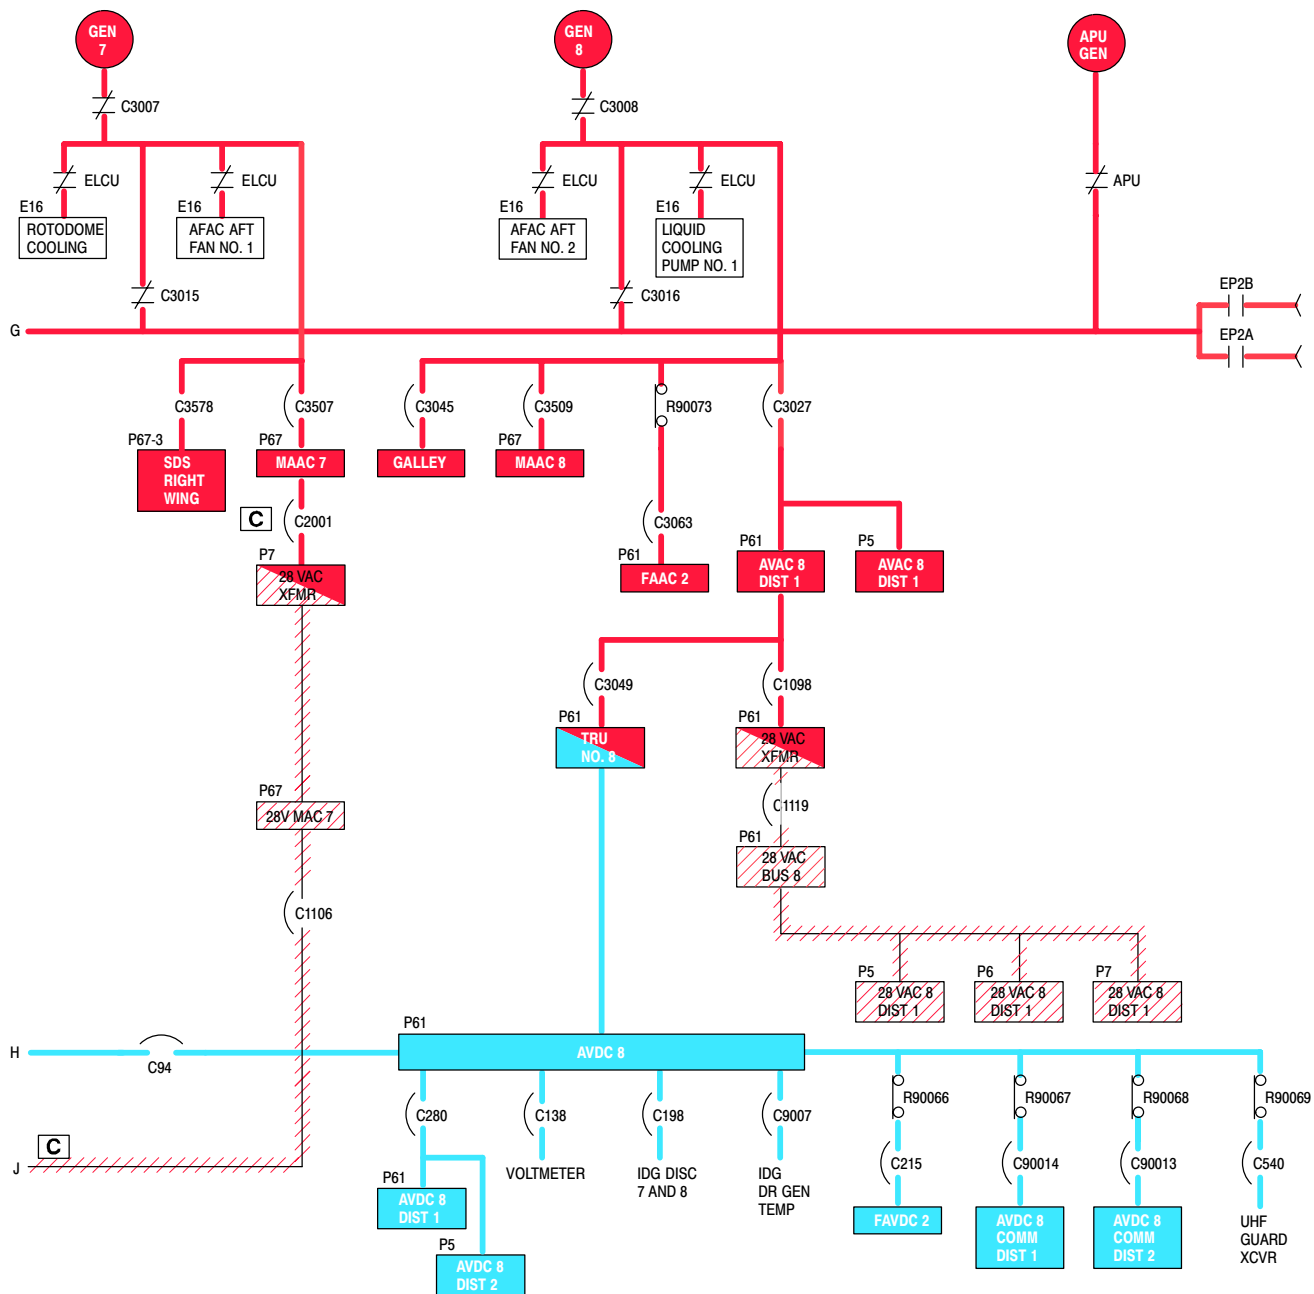 GEN
7
GEN
8
APU
GEN
C3007
C3008
ELCU
ELCU
ELCU
ELCU
APU
E16
E16
E16
E16
ROTODOME
COOLING
AFAC AFT
FAN NO. 1
AFAC AFT
FAN NO. 2
LIQUID
COOLING
PUMP NO. 1
C3015
C3016
EP2B
G
EP2A
C3578
C3507
C3045
C3509
R90073
C3027
P67-3
P67
P67
SDS
RIGHT
WING
MAAC 7
GALLEY
MAAC 8
C
C2001
C3063
P7
P61
P61
P5
28 VAC
XFMR
FAAC 2
AVAC 8
DIST 1
AVAC 8
DIST 1
C3049
C1098
P61
P61
TRU
NO. 8
28 VAC
XFMR
P67
28V MAC 7
C1119
P61
28 VAC
BUS 8
C1106
P5
P6
P7
28 VAC 8
DIST 1
28 VAC 8
DIST 1
28 VAC 8
DIST 1
P61
H
AVDC 8
C94
C280
C138
C198
C9007
R90066
R90067
R90068
R90069
C
J
VOLTMETER
IDG DISC
7 AND 8
IDG
DR GEN
TEMP
C215
C90014
C90013
C540
P61
AVDC 8
DIST 1
FAVDC 2
AVDC 8
COMM
DIST 1
AVDC 8
COMM
DIST 2
UHF
GUARD
XCVR
P5
AVDC 8
DIST 2